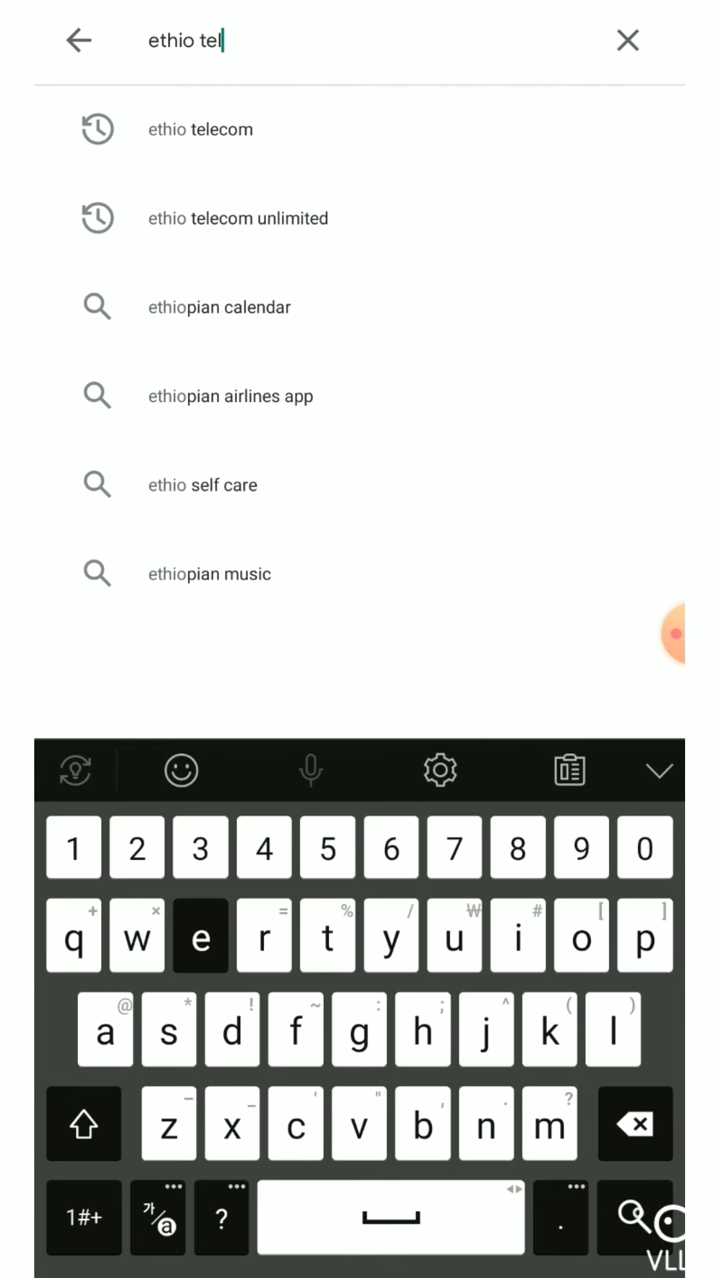 ethio tel
ethio telecom
ethio telecom unlimited
ethiopian calendar
ethiopian airlines app
ethio self care
ethiopian music
1 2 3 4 5 6 7 8 9 0
+ × = % / ₩ # [ ]
q w e r t y u i o p
@ * ! ~ : ; ^ ( )
a s d f g h j k l
- _ ' " , . ?
z x c v b n m
1#+ 가/a ? .
VLL